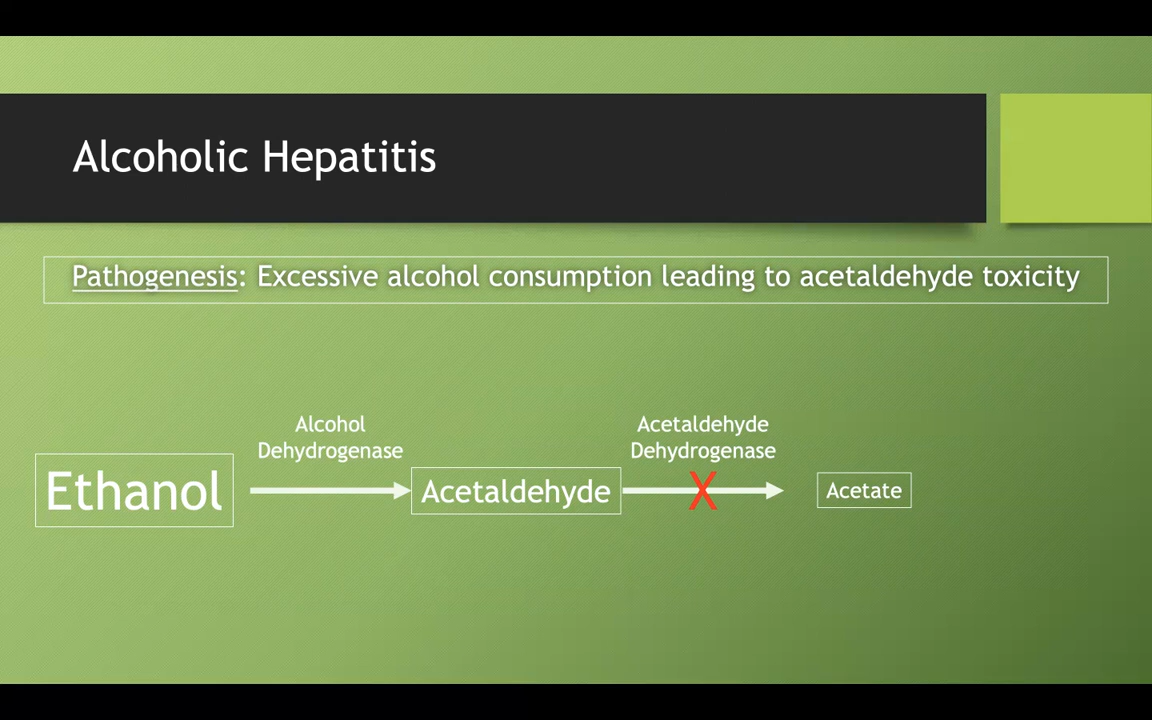 Alcoholic Hepatitis
Pathogenesis: Excessive alcohol consumption leading to acetaldehyde toxicity
Alcohol
Dehydrogenase
Acetaldehyde
Dehydrogenase
Ethanol
Acetaldehyde
X
Acetate